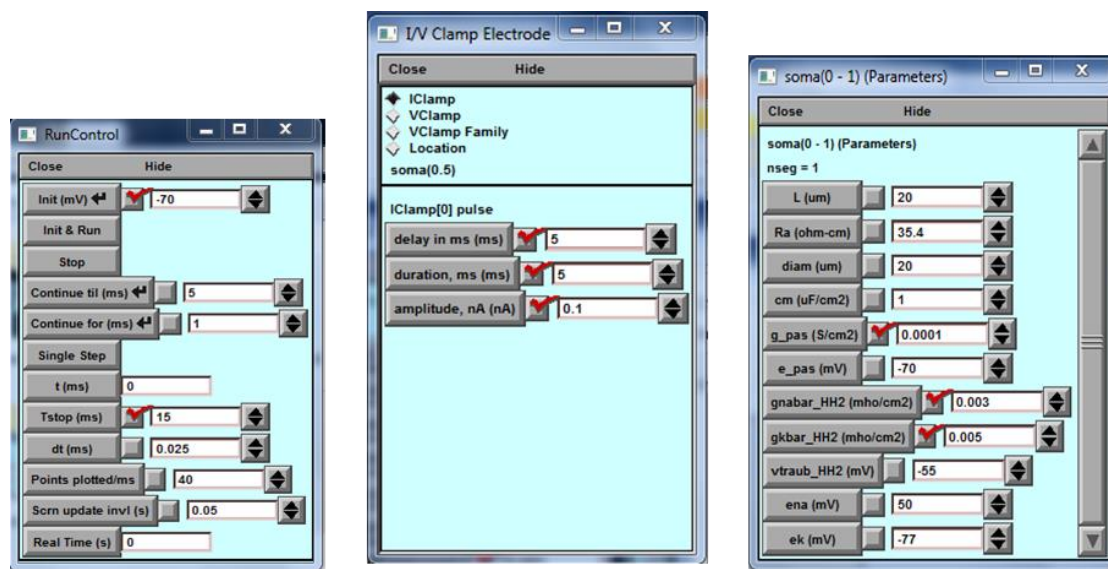 RunControl
Close Hide
Init (mV) -70
Init & Run
Stop
Continue til (ms) 5
Continue for (ms) 1
Single Step
t (ms) 0
Tstop (ms) 15
dt (ms) 0.025
Points plotted/ms 40
Scrn update invl (s) 0.05
Real Time (s) 0
I/V Clamp Electrode
Close Hide
IClamp
VClamp
VClamp Family
Location
soma(0.5)
IClamp[0] pulse
delay in ms (ms) 5
duration, ms (ms) 5
amplitude, nA (nA) 0.1
soma(0 - 1) (Parameters)
Close Hide
soma(0 - 1) (Parameters)
nseg = 1
L (um) 20
Ra (ohm-cm) 35.4
diam (um) 20
cm (uF/cm2) 1
g_pas (S/cm2) 0.0001
e_pas (mV) -70
gnabar_HH2 (mho/cm2) 0.003
gkbar_HH2 (mho/cm2) 0.005
vtraub_HH2 (mV) -55
ena (mV) 50
ek (mV) -77